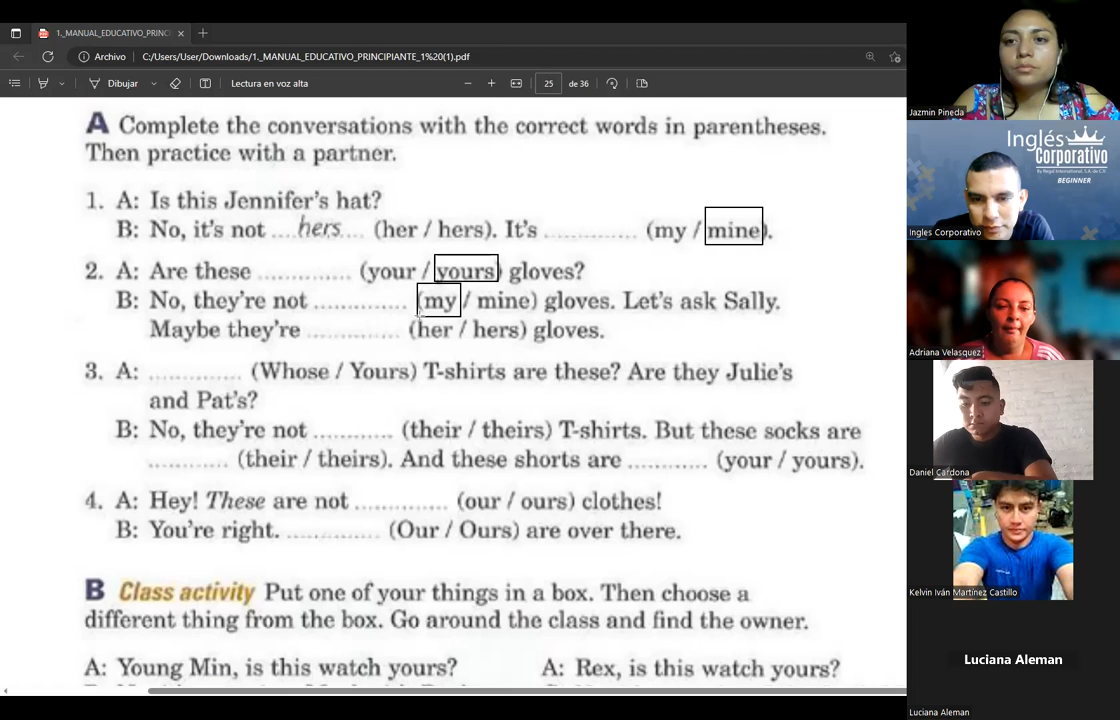 1._MANUAL_EDUCATIVO_PRINCI
Archivo C:/Users/User/Downloads/1._MANUAL_EDUCATIVO_PRINCIPIANTE_1%20(1).pdf
Dibujar Lectura en voz alta 25 de 36
A Complete the conversations with the correct words in parentheses.
Then practice with a partner.
1. A: Is this Jennifer's hat?
B: No, it's not ....hers.... (her / hers). It's .............. (my / mine).
2. A: Are these .............. (your / yours) gloves?
B: No, they're not .............. (my / mine) gloves. Let's ask Sally.
Maybe they're .............. (her / hers) gloves.
3. A: .............. (Whose / Yours) T-shirts are these? Are they Julie's
and Pat's?
B: No, they're not ............ (their / theirs) T-shirts. But these socks are
............ (their / theirs). And these shorts are ............ (your / yours).
4. A: Hey! These are not .............. (our / ours) clothes!
B: You're right. .............. (Our / Ours) are over there.
B Class activity Put one of your things in a box. Then choose a
different thing from the box. Go around the class and find the owner.
A: Young Min, is this watch yours? A: Rex, is this watch yours?
Jazmin Pineda
Inglés
Corporativo
BEGINNER
Ingles Corporativo
Adriana Velasquez
Daniel Cardona
Kelvin Iván Martinez Castillo
Luciana Aleman
Luciana Aleman